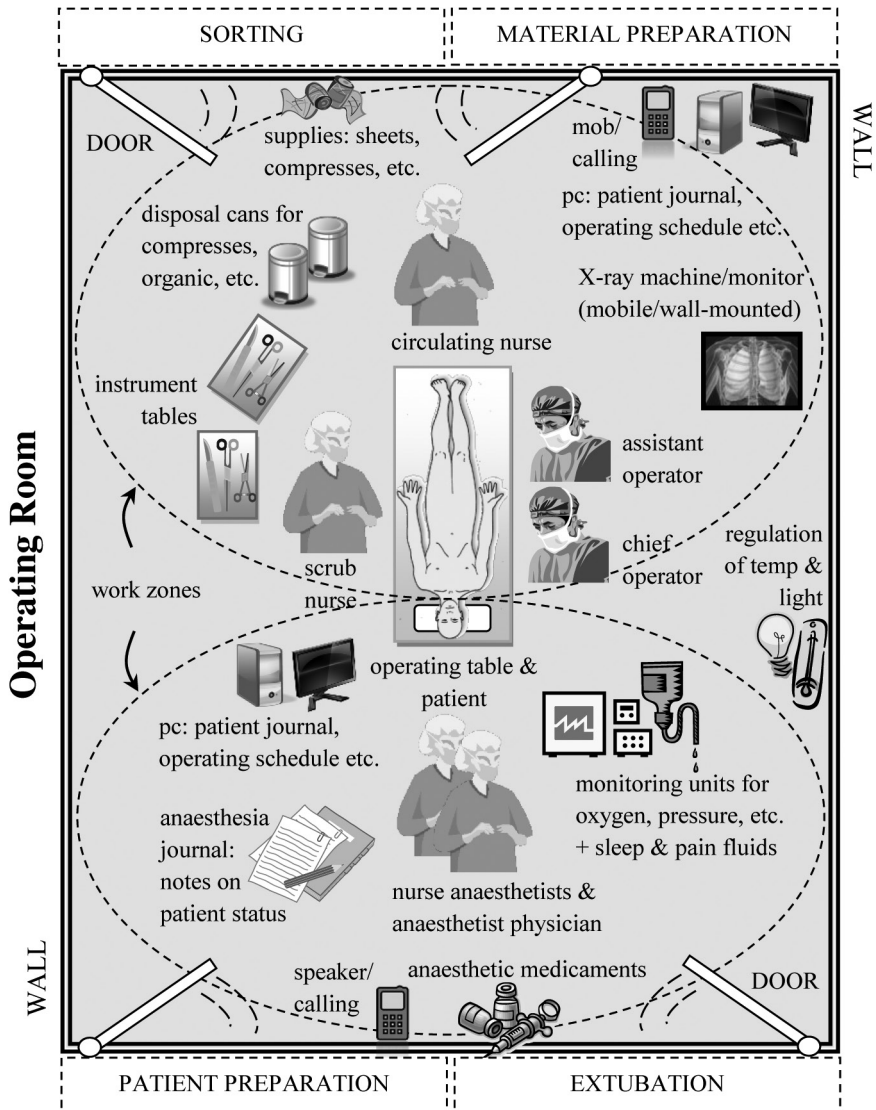 SORTING
MATERIAL PREPARATION
DOOR
supplies: sheets,
compresses, etc.
mob/
calling
WALL
pc: patient journal,
operating schedule etc.
disposal cans for
compresses,
organic, etc.
X-ray machine/monitor
(mobile/wall-mounted)
circulating nurse
instrument
tables
assistant
operator
Operating Room
chief
operator
regulation
of temp &
light
scrub
nurse
work zones
operating table &
patient
pc: patient journal,
operating schedule etc.
monitoring units for
oxygen, pressure, etc.
+ sleep & pain fluids
anaesthesia
journal:
notes on
patient status
nurse anaesthetists &
anaesthetist physician
WALL
speaker/
calling
anaesthetic medicaments
DOOR
PATIENT PREPARATION
EXTUBATION